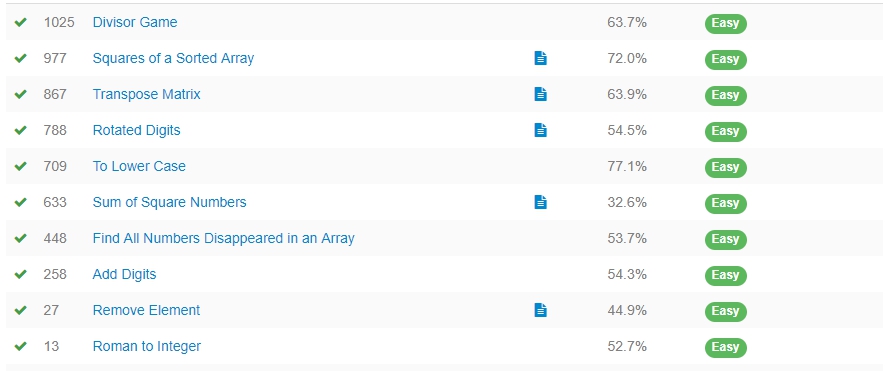 1025 Divisor Game 63.7% Easy
977 Squares of a Sorted Array 72.0% Easy
867 Transpose Matrix 63.9% Easy
788 Rotated Digits 54.5% Easy
709 To Lower Case 77.1% Easy
633 Sum of Square Numbers 32.6% Easy
448 Find All Numbers Disappeared in an Array 53.7% Easy
258 Add Digits 54.3% Easy
27 Remove Element 44.9% Easy
13 Roman to Integer 52.7% Easy